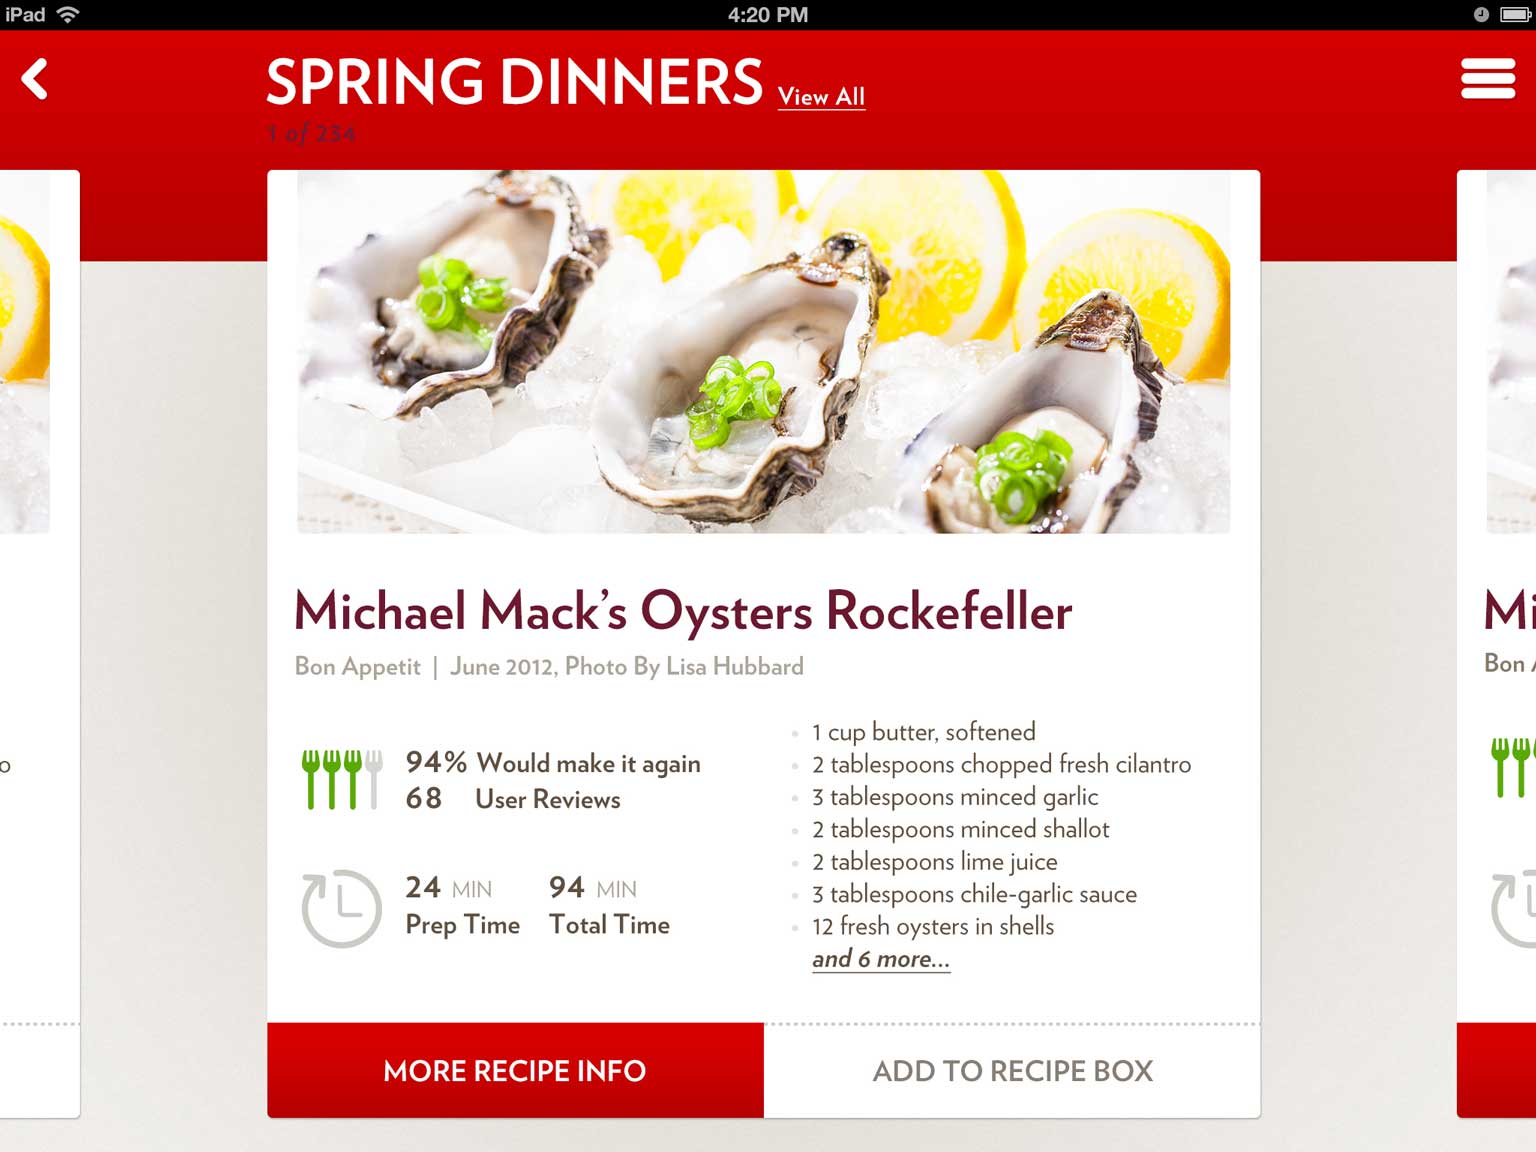 iPad
4:20 PM
SPRING DINNERS View All
1 of 234
Michael Mack's Oysters Rockefeller
Bon Appetit | June 2012, Photo By Lisa Hubbard
94% Would make it again
68 User Reviews
24 MIN 94 MIN
Prep Time Total Time
1 cup butter, softened
2 tablespoons chopped fresh cilantro
3 tablespoons minced garlic
2 tablespoons minced shallot
2 tablespoons lime juice
3 tablespoons chile-garlic sauce
12 fresh oysters in shells
and 6 more...
MORE RECIPE INFO
ADD TO RECIPE BOX
Bon